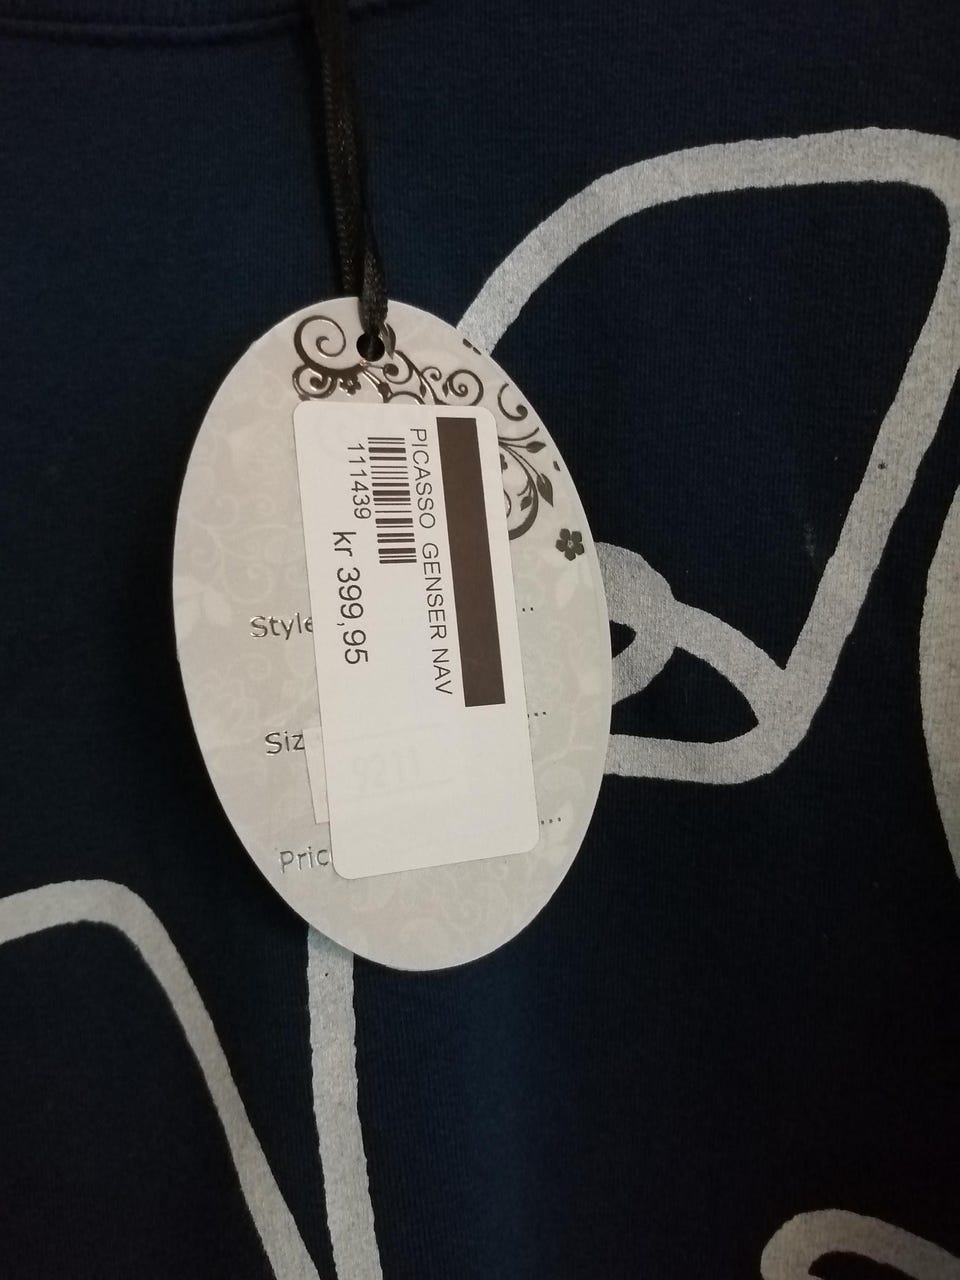 PICASSO GENSER NAV
111439
kr 399,95
Style
Siz
Pric